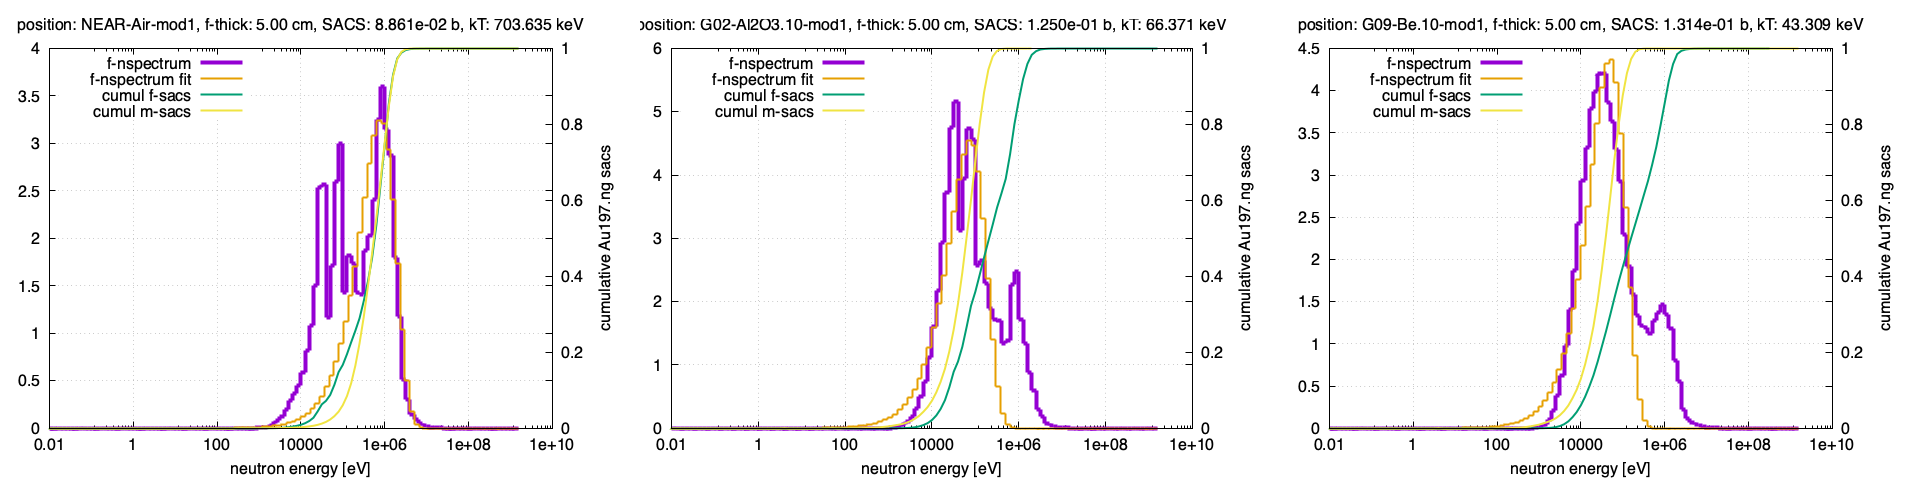 position: NEAR-Air-mod1, f-thick: 5.00 cm, SACS: 8.861e-02 b, kT: 703.635 keV
f-nspectrum
f-nspectrum fit
cumul f-sacs
cumul m-sacs
4
3.5
3
2.5
2
1.5
1
0.5
0
1
0.8
0.6
0.4
0.2
0
cumulative Au197.ng sacs
0.01 1 100 10000 1e+06 1e+08 1e+10
neutron energy [eV]
position: G02-Al2O3.10-mod1, f-thick: 5.00 cm, SACS: 1.250e-01 b, kT: 66.371 keV
f-nspectrum
f-nspectrum fit
cumul f-sacs
cumul m-sacs
6
5
4
3
2
1
0
1
0.8
0.6
0.4
0.2
0
cumulative Au197.ng sacs
0.01 1 100 10000 1e+06 1e+08 1e+10
neutron energy [eV]
position: G09-Be.10-mod1, f-thick: 5.00 cm, SACS: 1.314e-01 b, kT: 43.309 keV
f-nspectrum
f-nspectrum fit
cumul f-sacs
cumul m-sacs
4.5
4
3.5
3
2.5
2
1.5
1
0.5
0
1
0.8
0.6
0.4
0.2
0
cumulative Au197.ng sacs
0.01 1 100 10000 1e+06 1e+08 1e+10
neutron energy [eV]